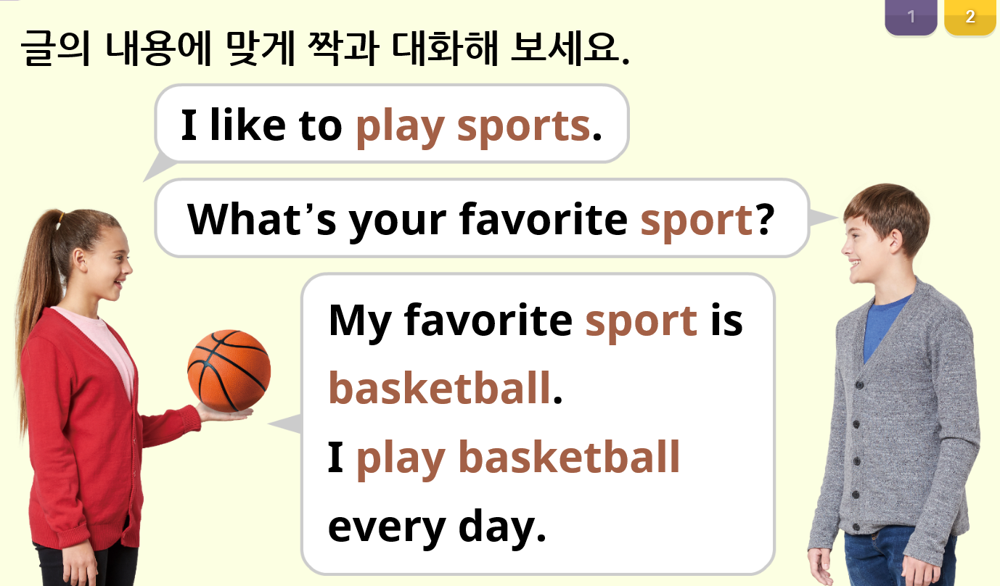 1 2
글의 내용에 맞게 짝과 대화해 보세요.
I like to play sports.
What's your favorite sport?
My favorite sport is
basketball.
I play basketball
every day.